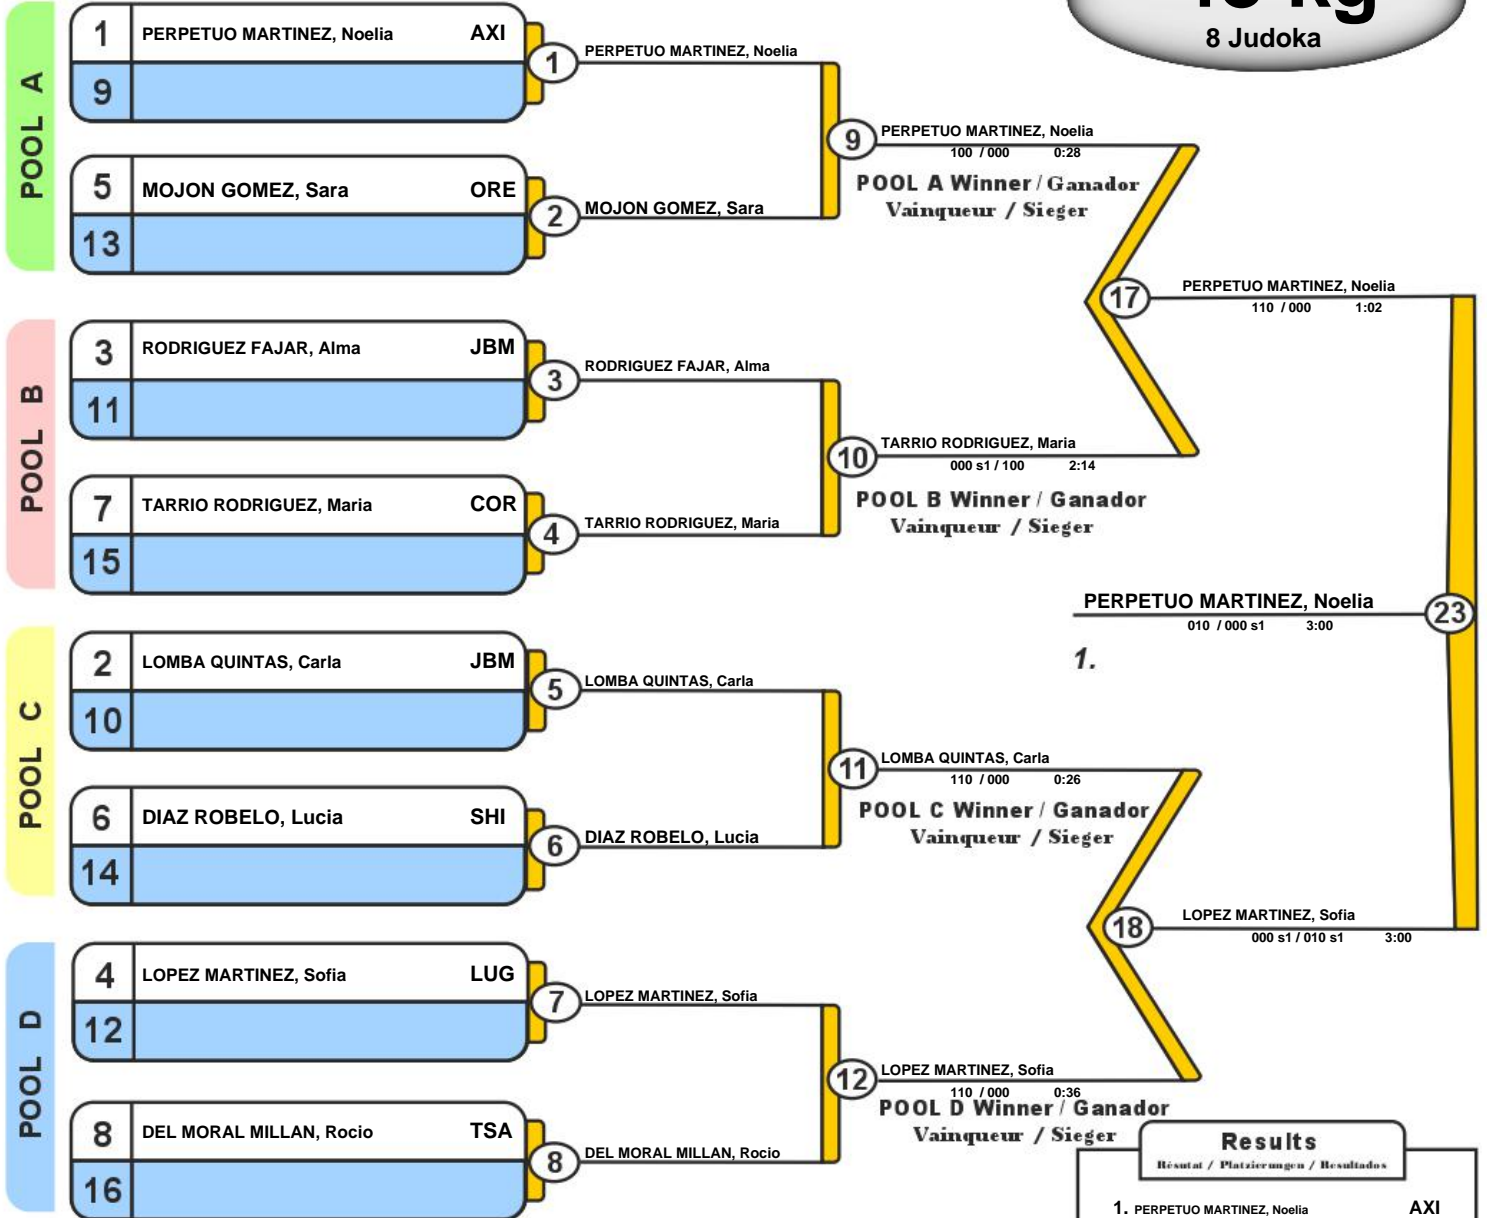 kg
8 Judoka
POOL A
1 PERPETUO MARTINEZ, Noelia AXI
9
1
PERPETUO MARTINEZ, Noelia
5 MOJON GOMEZ, Sara ORE
13
2
MOJON GOMEZ, Sara
9
PERPETUO MARTINEZ, Noelia
100 / 000 0:28
POOL A Winner / Ganador
Vainqueur / Sieger
POOL B
3 RODRIGUEZ FAJAR, Alma JBM
11
3
RODRIGUEZ FAJAR, Alma
7 TARRIO RODRIGUEZ, Maria COR
15
4
TARRIO RODRIGUEZ, Maria
10
TARRIO RODRIGUEZ, Maria
000 s1 / 100 2:14
POOL B Winner / Ganador
Vainqueur / Sieger
17
PERPETUO MARTINEZ, Noelia
110 / 000 1:02
PERPETUO MARTINEZ, Noelia
010 / 000 s1 3:00
23
1.
POOL C
2 LOMBA QUINTAS, Carla JBM
10
5
LOMBA QUINTAS, Carla
6 DIAZ ROBELO, Lucia SHI
14
6
DIAZ ROBELO, Lucia
11
LOMBA QUINTAS, Carla
110 / 000 0:26
POOL C Winner / Ganador
Vainqueur / Sieger
18
LOPEZ MARTINEZ, Sofia
000 s1 / 010 s1 3:00
POOL D
4 LOPEZ MARTINEZ, Sofia LUG
12
7
LOPEZ MARTINEZ, Sofia
8 DEL MORAL MILLAN, Rocio TSA
16
8
DEL MORAL MILLAN, Rocio
12
LOPEZ MARTINEZ, Sofia
110 / 000 0:36
POOL D Winner / Ganador
Vainqueur / Sieger
Results
Résutat / Platzierungen / Resultados
1. PERPETUO MARTINEZ, Noelia AXI